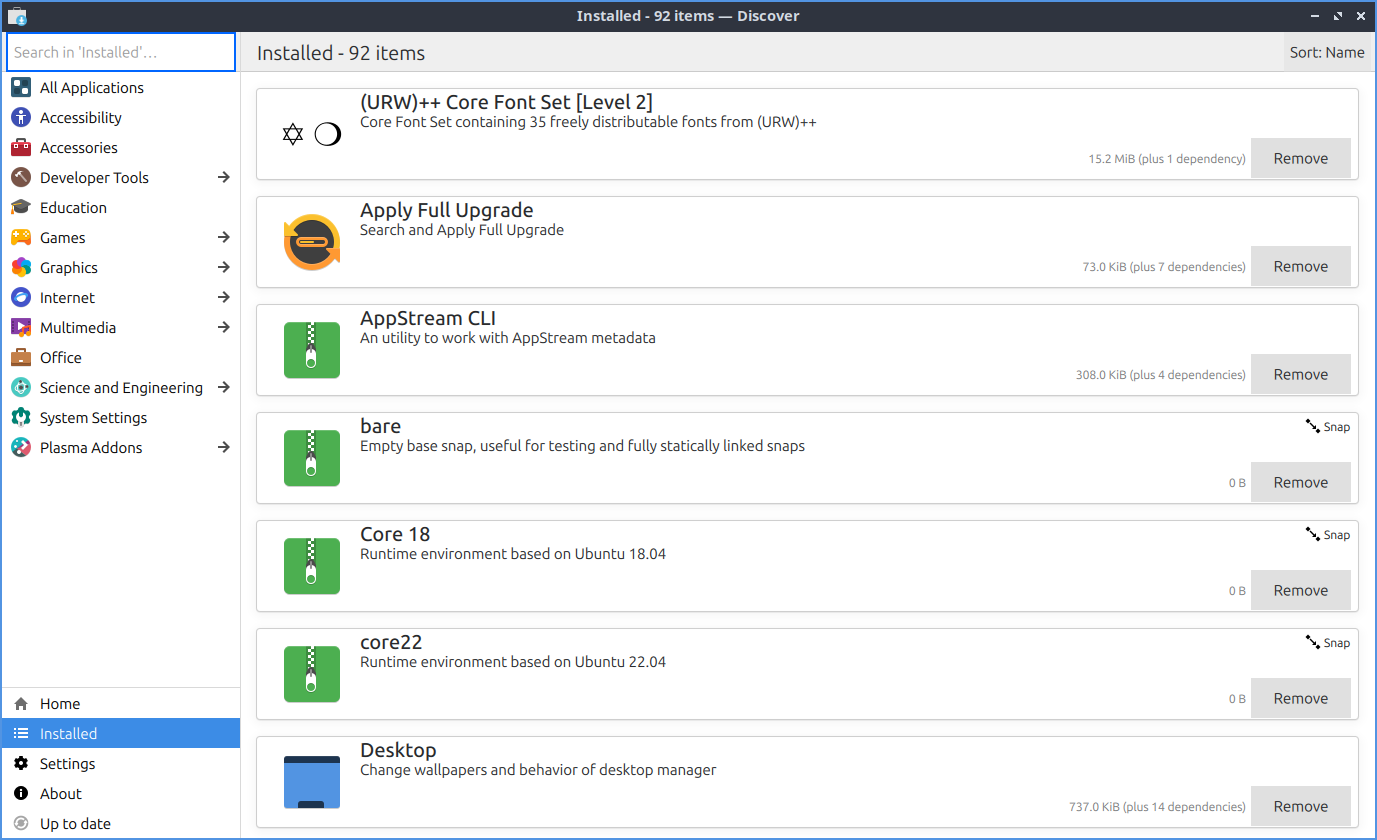 Installed - 92 items — Discover
Search in 'Installed'...
Installed - 92 items
Sort: Name
All Applications
Accessibility
Accessories
Developer Tools
Education
Games
Graphics
Internet
Multimedia
Office
Science and Engineering
System Settings
Plasma Addons
Home
Installed
Settings
About
Up to date
(URW)++ Core Font Set [Level 2]
Core Font Set containing 35 freely distributable fonts from (URW)++
15.2 MiB (plus 1 dependency)
Remove
Apply Full Upgrade
Search and Apply Full Upgrade
73.0 KiB (plus 7 dependencies)
Remove
AppStream CLI
An utility to work with AppStream metadata
308.0 KiB (plus 4 dependencies)
Remove
bare
Snap
Empty base snap, useful for testing and fully statically linked snaps
0 B
Remove
Core 18
Snap
Runtime environment based on Ubuntu 18.04
0 B
Remove
core22
Snap
Runtime environment based on Ubuntu 22.04
0 B
Remove
Desktop
Change wallpapers and behavior of desktop manager
737.0 KiB (plus 14 dependencies)
Remove